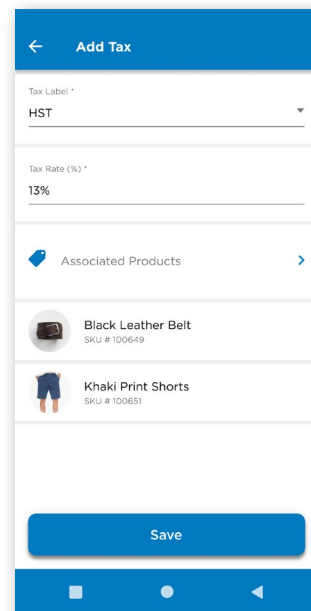 Add Tax
Tax Label *
HST
Tax Rate (%) *
13%
Associated Products
Black Leather Belt
SKU # 100649
Khaki Print Shorts
SKU # 100651
Save